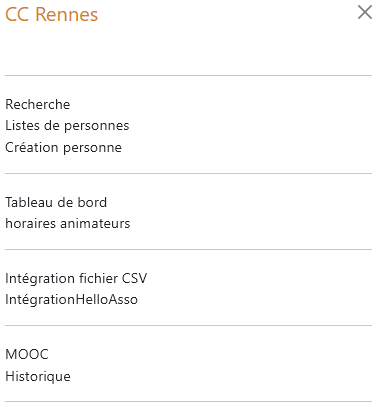 CC Rennes
Recherche
Listes de personnes
Création personne
Tableau de bord
horaires animateurs
Intégration fichier CSV
IntégrationHelloAsso
MOOC
Historique